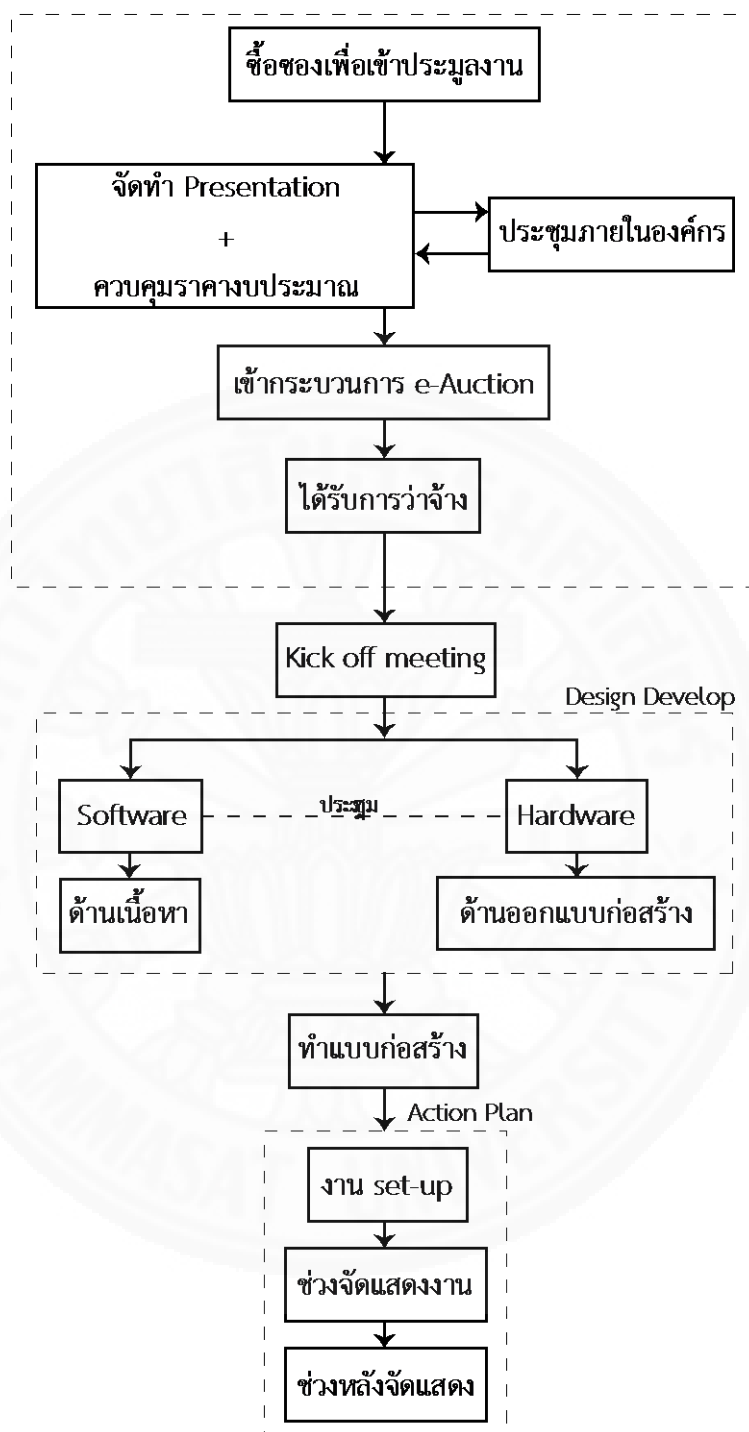 ซื้อซองเพื่อเข้าประมูลงาน
จัดทำ Presentation
+
ควบคุมราคางบประมาณ
ประชุมภายในองค์กร
เข้ากระบวนการ e-Auction
ได้รับการว่าจ้าง
Kick off meeting
Design Develop
Software
ประชุม
Hardware
ด้านเนื้อหา
ด้านออกแบบก่อสร้าง
ทำแบบก่อสร้าง
Action Plan
งาน set-up
ช่วงจัดแสดงงาน
ช่วงหลังจัดแสดง